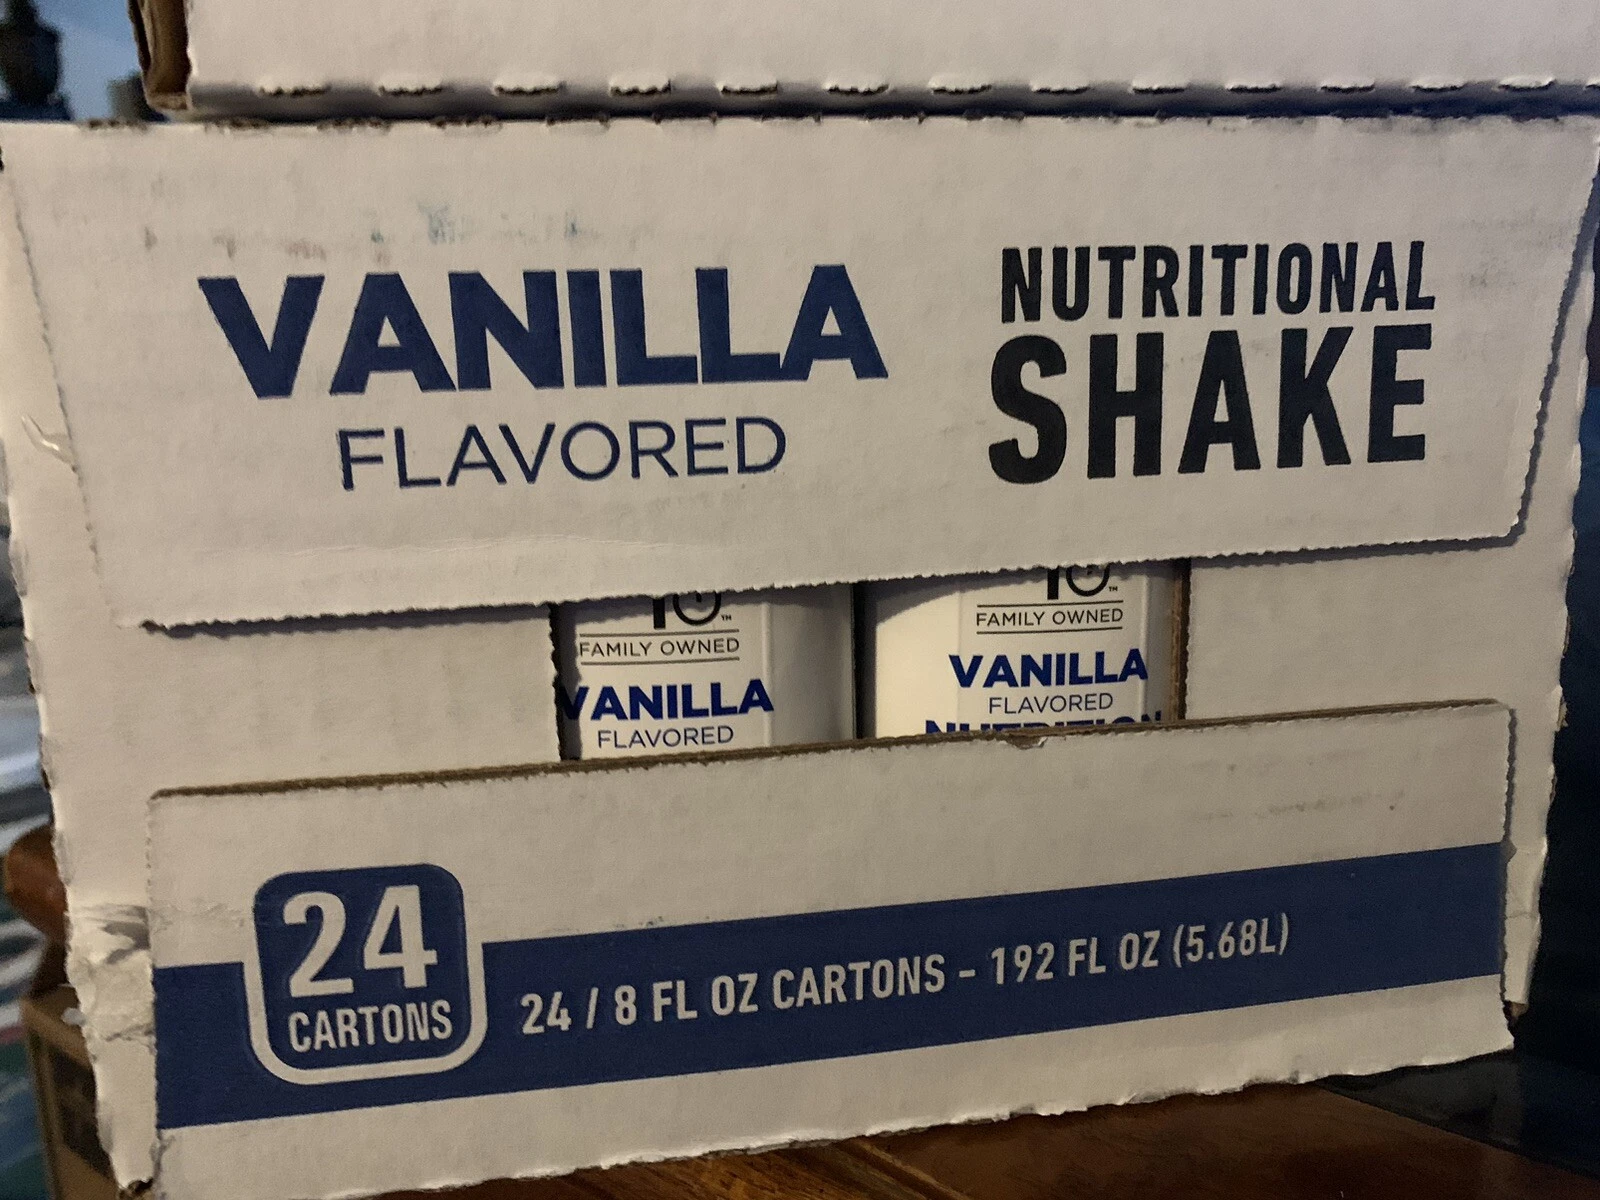 VANILLA
FLAVORED
NUTRITIONAL
SHAKE
FAMILY OWNED
VANILLA
FLAVORED
FAMILY OWNED
VANILLA
FLAVORED
24
CARTONS
24 / 8 FL OZ CARTONS - 192 FL OZ (5.68L)